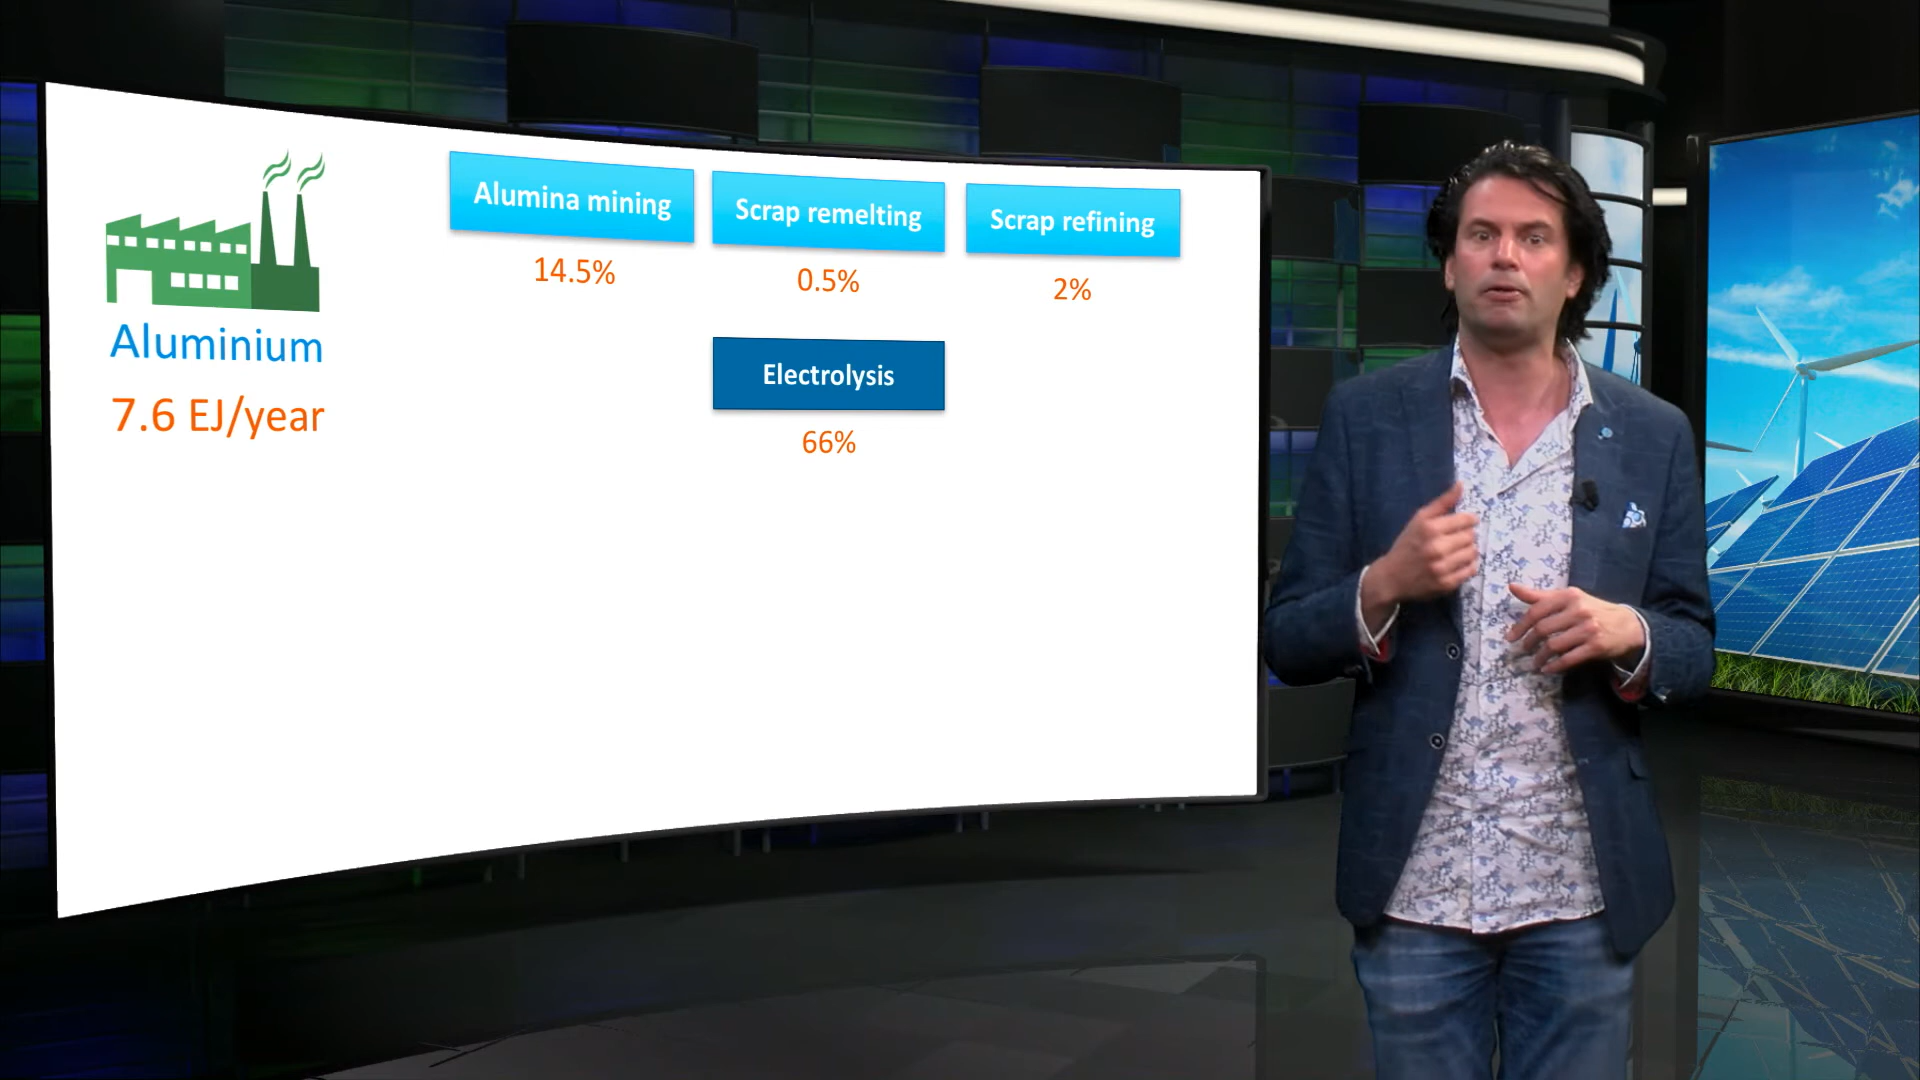 Alumina mining
Scrap remelting
Scrap refining
14.5%
0.5%
2%
Aluminium
7.6 EJ/year
Electrolysis
66%